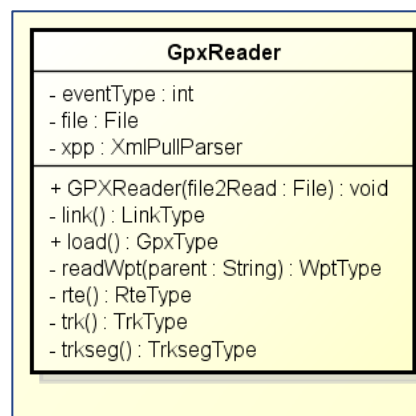 GpxReader
- eventType : int
- file : File
- xpp : XmlPullParser
+ GPXReader(file2Read : File) : void
- link() : LinkType
+ load() : GpxType
- readWpt(parent : String) : WptType
- rte() : RteType
- trk() : TrkType
- trkseg() : TrksegType